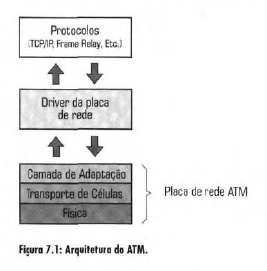 Protocolos
(TCP/IP, Frame Relay, Etc.)
Driver da placa
de rede
Camada de Adaptação
Transporte de Células
Física
Placa de rede ATM
Figura 7.1: Arquitetura do ATM.